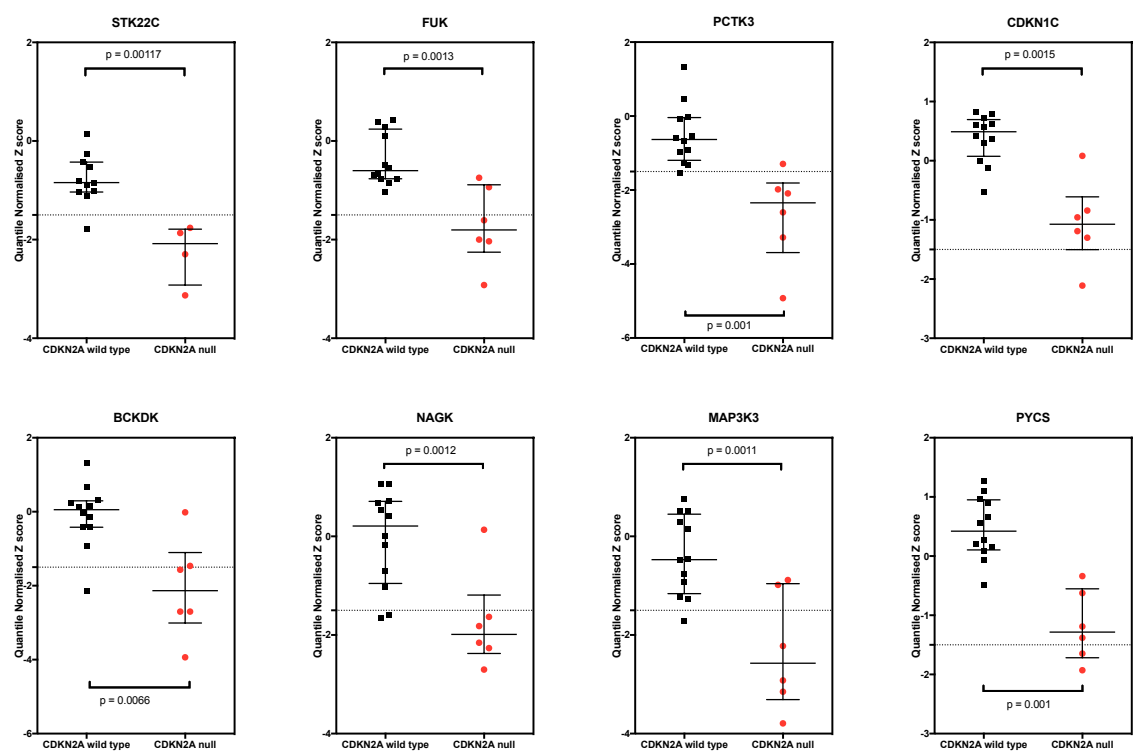 STK22C
FUK
PCTK3
CDKN1C
2
0
-2
-4
Quantile Normalised Z score
p = 0.00117
CDKN2A wild type
CDKN2A null
2
0
-2
-4
Quantile Normalised Z score
p = 0.0013
CDKN2A wild type
CDKN2A null
2
0
-2
-4
-6
Quantile Normalised Z score
p = 0.001
CDKN2A wild type
CDKN2A null
2
1
0
-1
-2
-3
Quantile Normalised Z score
p = 0.0015
CDKN2A wild type
CDKN2A null
BCKDK
NAGK
MAP3K3
PYCS
2
0
-2
-4
-6
Quantile Normalised Z score
p = 0.0066
CDKN2A wild type
CDKN2A null
2
0
-2
-4
Quantile Normalised Z score
p = 0.0012
CDKN2A wild type
CDKN2A null
2
0
-2
-4
Quantile Normalised Z score
p = 0.0011
CDKN2A wild type
CDKN2A null
2
1
0
-1
-2
-3
Quantile Normalised Z score
p = 0.001
CDKN2A wild type
CDKN2A null